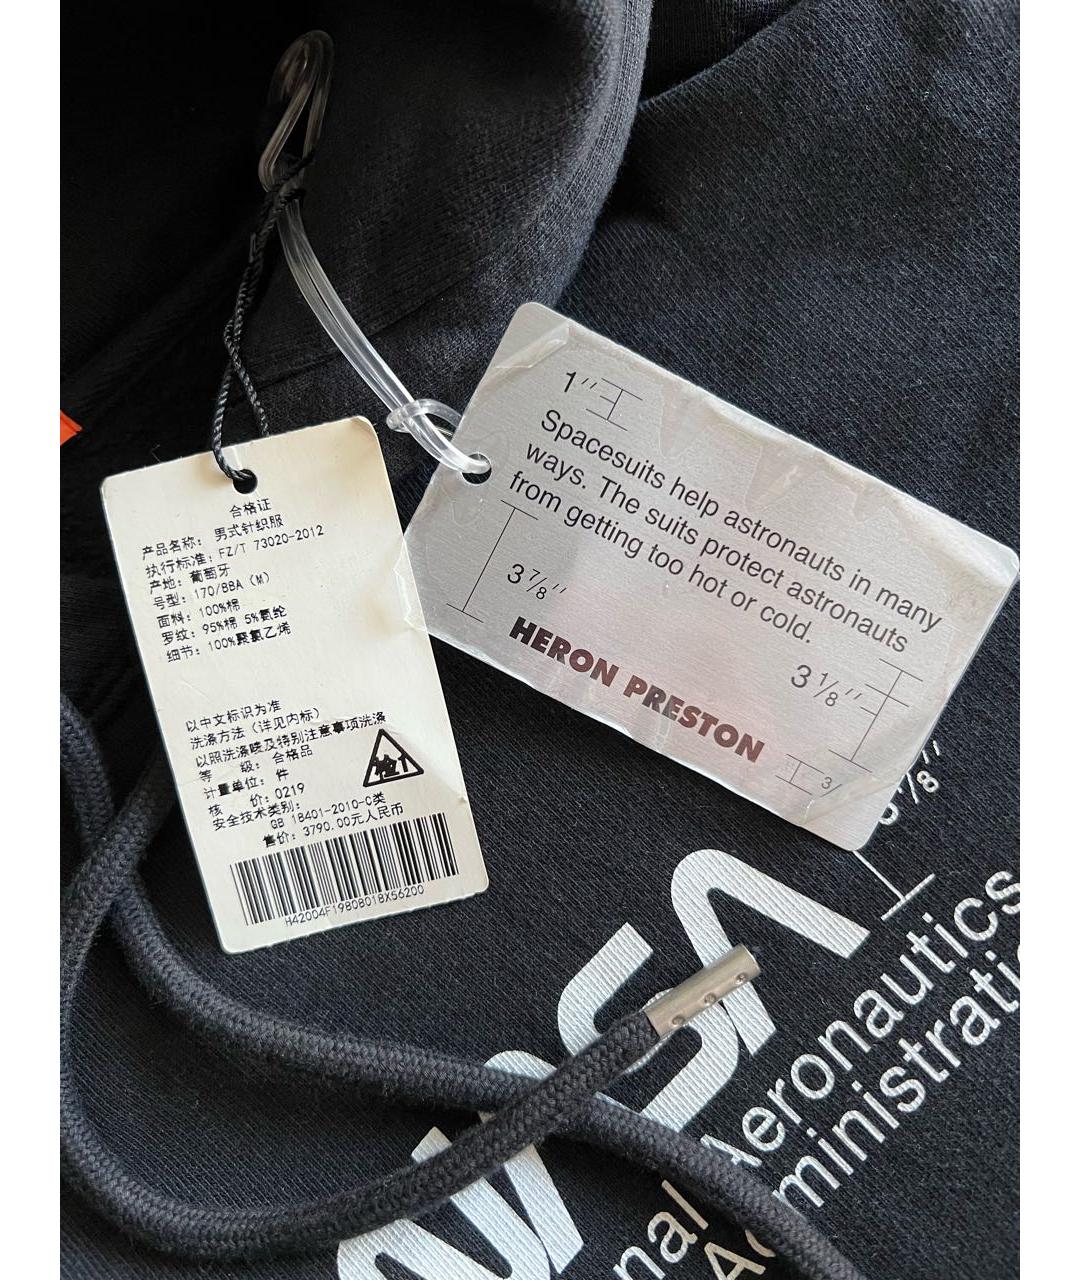 合格证
产品名称: 男式针织服
执行标准: FZ/T 73020-2012
产地: 葡萄牙
号型: 170/88A (M)
面料: 100%棉
罗纹: 95%棉 5%氨纶
细节: 100%聚氯乙烯
以中文标识为准
洗涤方法 (详见内标)
以照洗涤唛及特别注意事项洗涤
等 级: 合格品
计量单位: 件
核 价: 0219
安全技术类别:
GB 18401-2010-C类
售价: 3790.00元人民币
检1
H42004F19808018X56200
1"
Spacesuits help astronauts in many
ways. The suits protect astronauts
from getting too hot or cold.
3 7/8"
3 1/8"
HERON PRESTON
3/
/8"
NASA
nal Aeronautics
Administrati